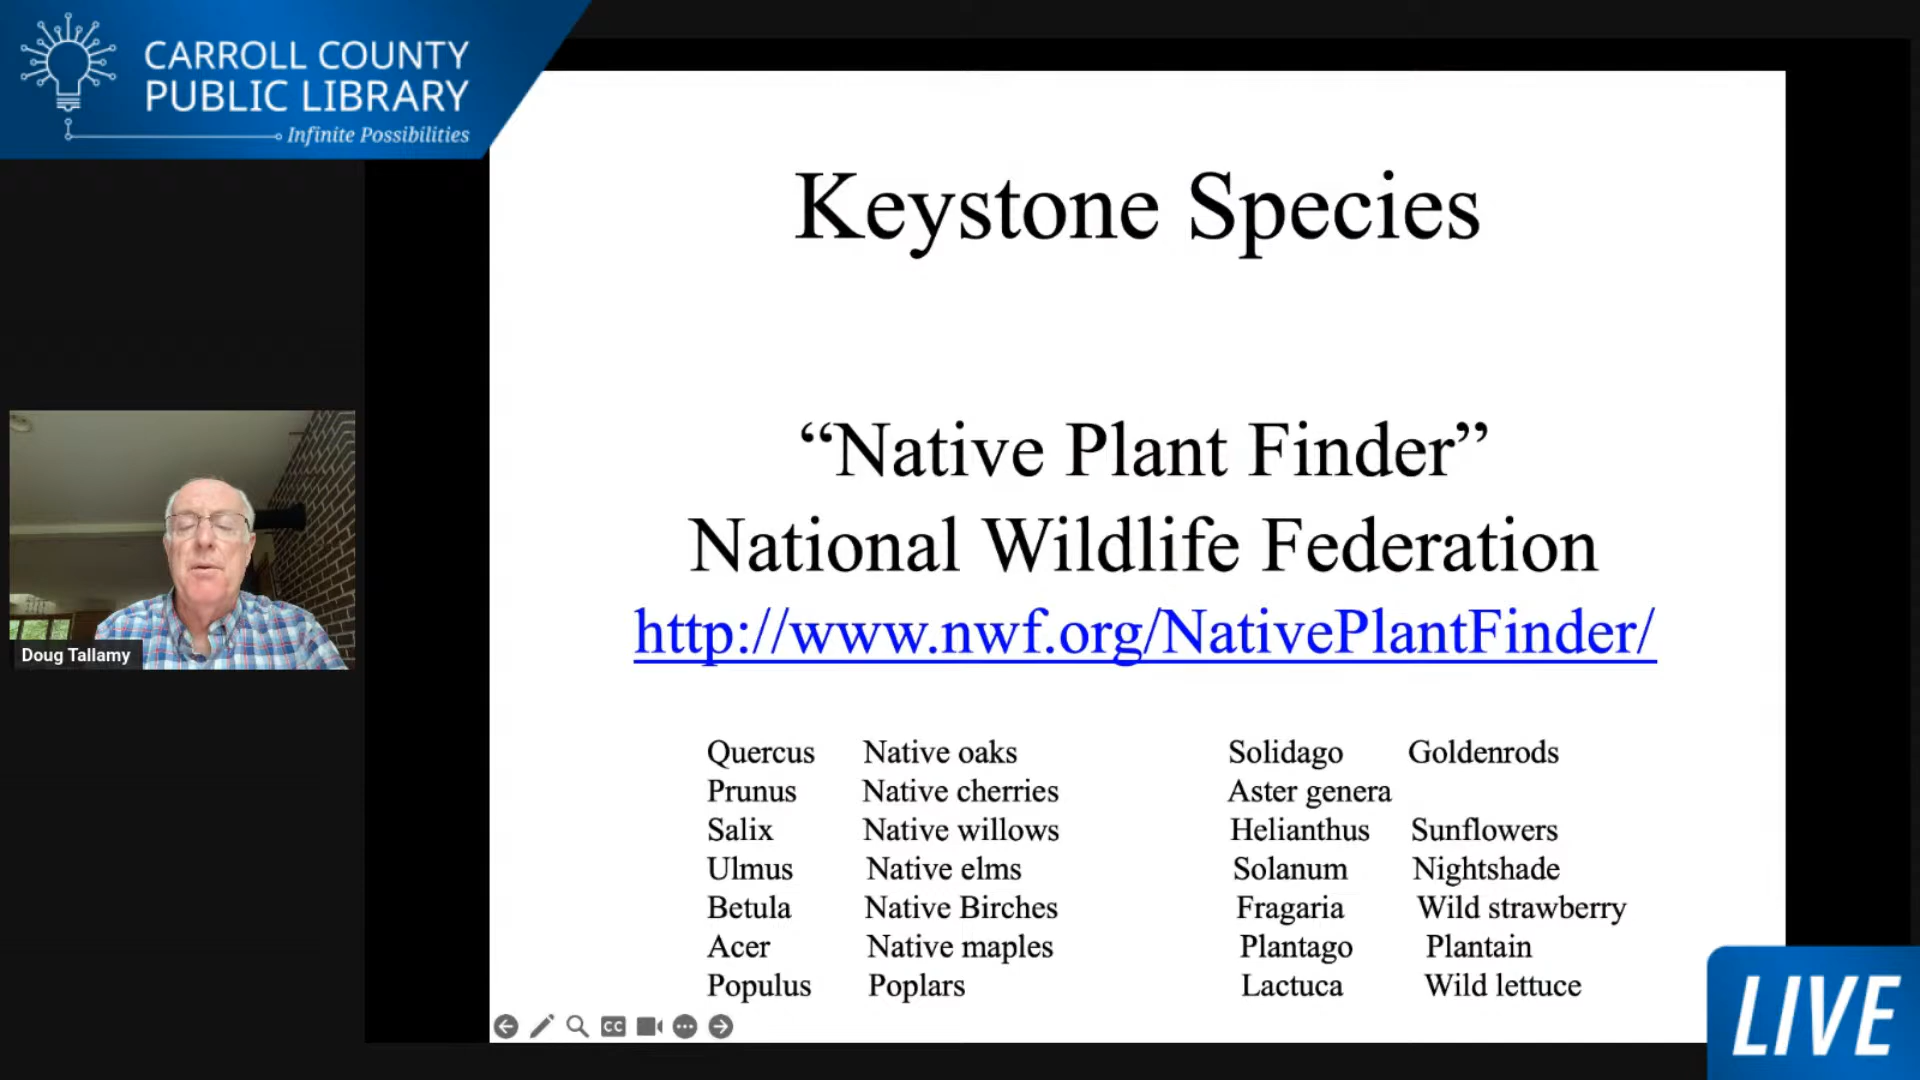 CARROLL COUNTY
PUBLIC LIBRARY
Infinite Possibilities
Keystone Species
“Native Plant Finder”
National Wildlife Federation
http://www.nwf.org/NativePlantFinder/
Doug Tallamy
Quercus Native oaks Solidago Goldenrods
Prunus Native cherries Aster genera
Salix Native willows Helianthus Sunflowers
Ulmus Native elms Solanum Nightshade
Betula Native Birches Fragaria Wild strawberry
Acer Native maples Plantago Plantain
Populus Poplars Lactuca Wild lettuce
CC
LIVE